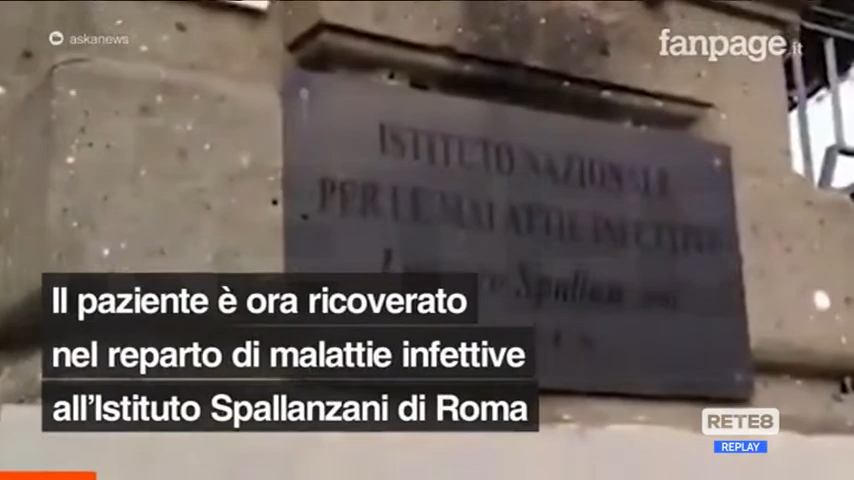 askanews
fanpage.it
ISTITUTO NAZIONALE
PER LE MALATTIE INFETTIVE
Spallanzani
Il paziente è ora ricoverato
nel reparto di malattie infettive
all'Istituto Spallanzani di Roma
RETE8
REPLAY